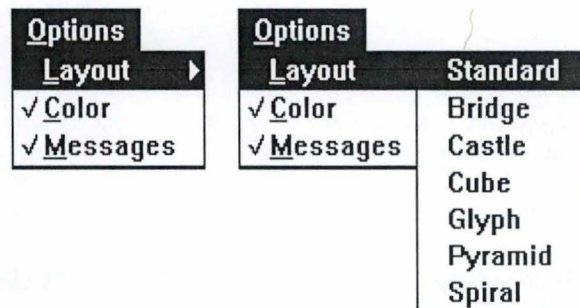 Options
Layout
✓ Color
✓ Messages
Options
Layout
✓ Color
✓ Messages
Standard
Bridge
Castle
Cube
Glyph
Pyramid
Spiral